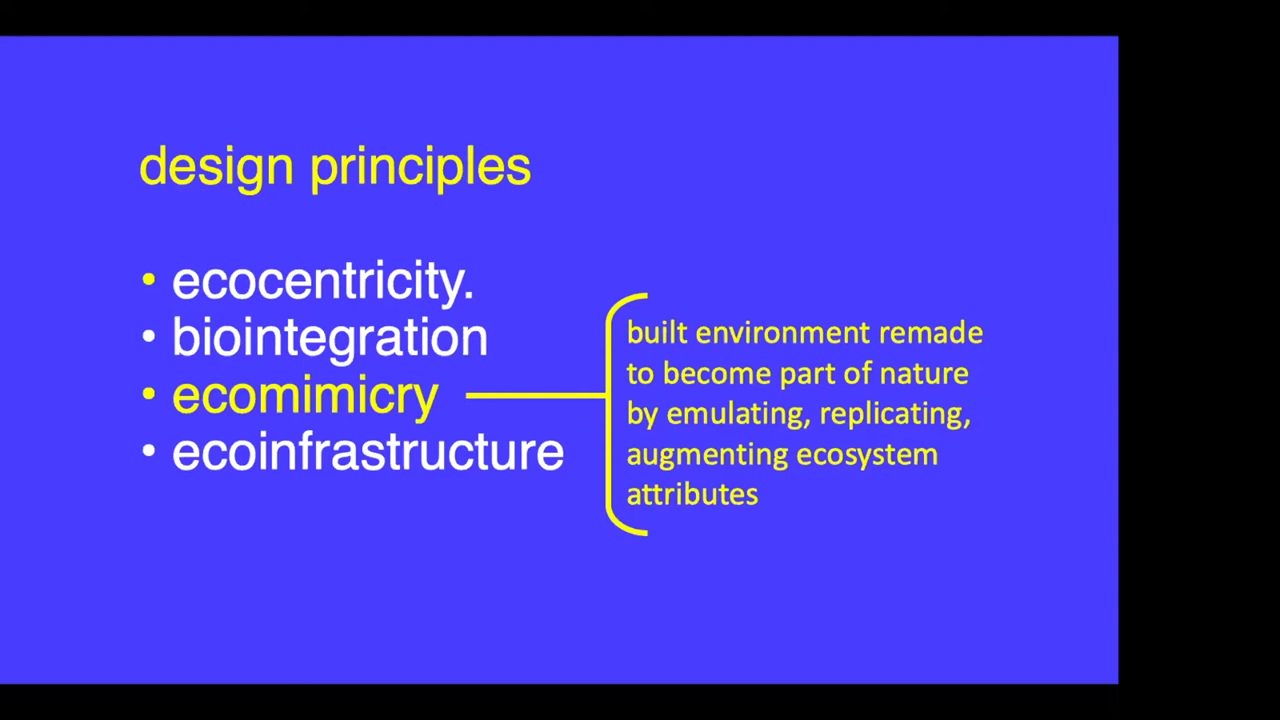 design principles
• ecocentricity.
• biointegration
• ecomimicry
• ecoinfrastructure
built environment remade
to become part of nature
by emulating, replicating,
augmenting ecosystem
attributes